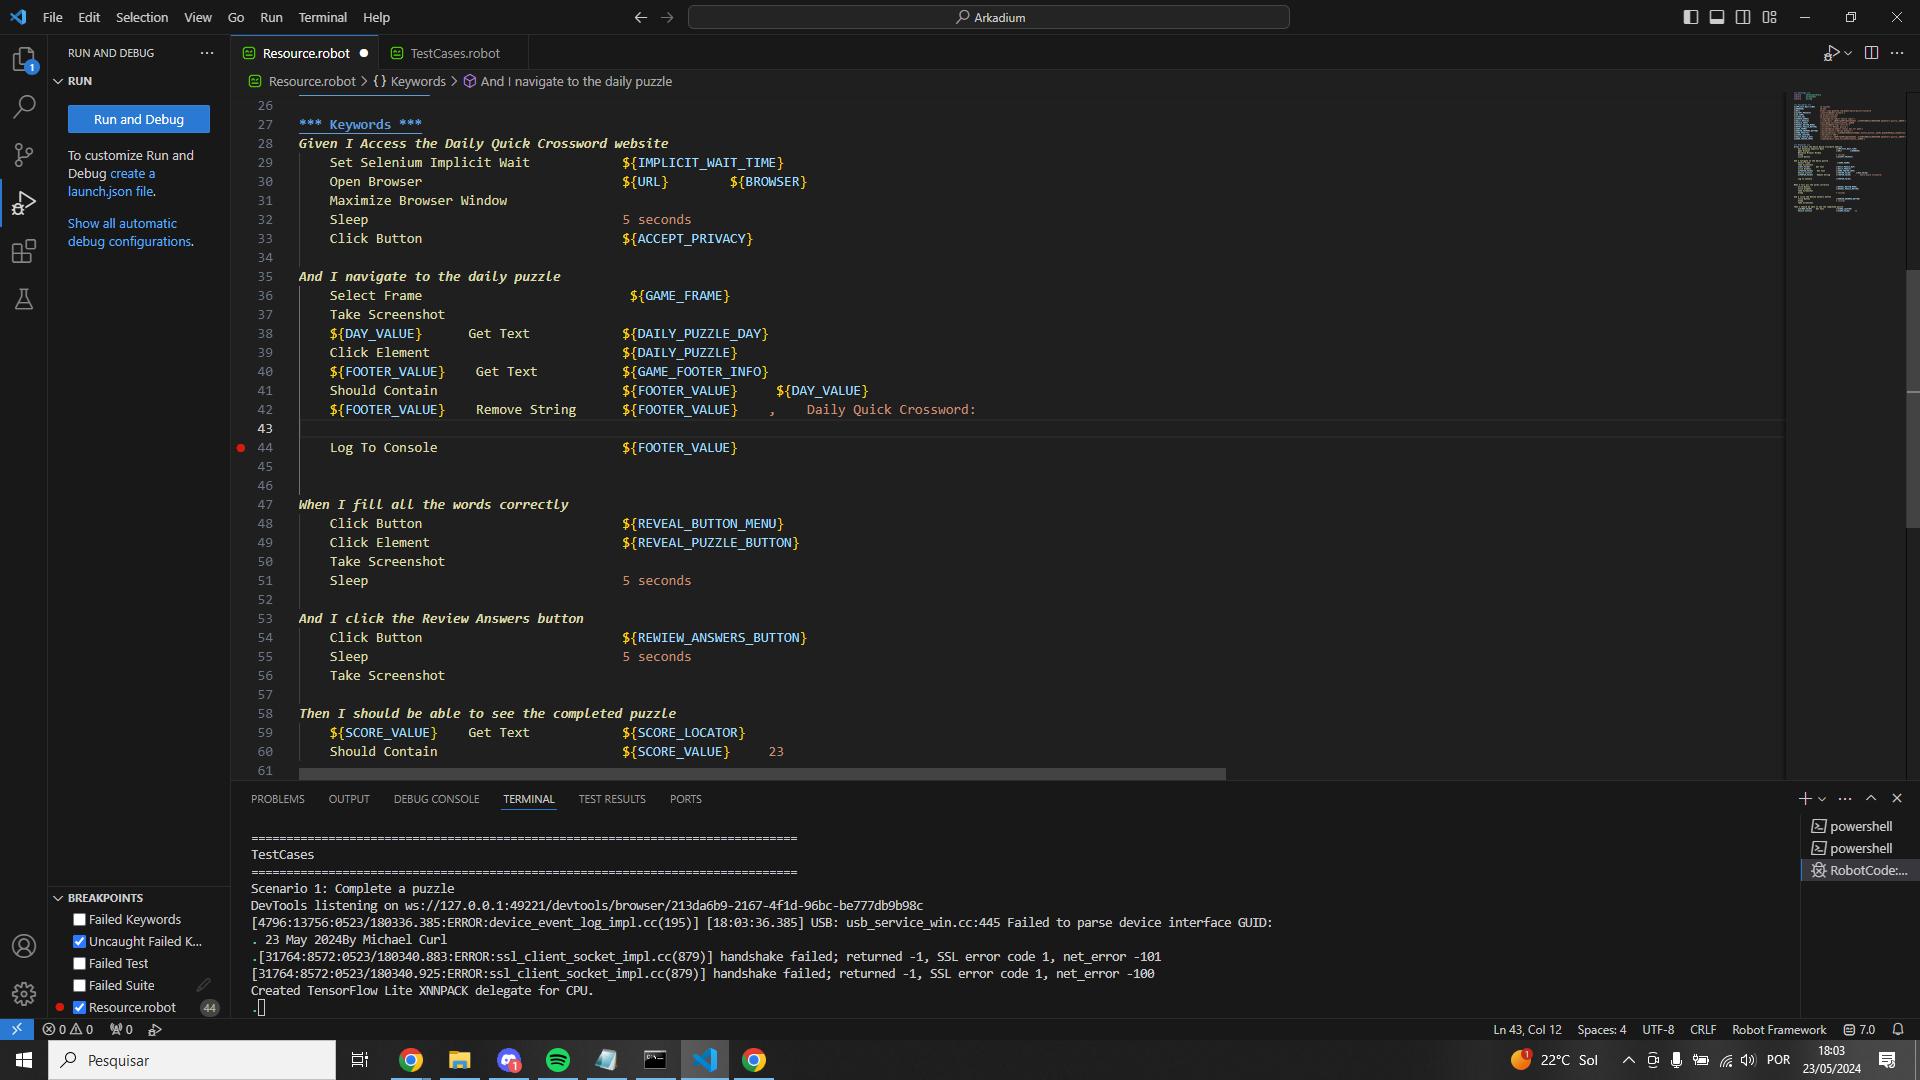 File Edit Selection View Go Run Terminal Help
Arkadium
RUN AND DEBUG
RUN
Run and Debug
To customize Run and
Debug create a
launch.json file.
Show all automatic
debug configurations.
Resource.robot
TestCases.robot
Resource.robot > {} Keywords > And I navigate to the daily puzzle
26
27 *** Keywords ***
28 Given I Access the Daily Quick Crossword website
29 Set Selenium Implicit Wait ${IMPLICIT_WAIT_TIME}
30 Open Browser ${URL} ${BROWSER}
31 Maximize Browser Window
32 Sleep 5 seconds
33 Click Button ${ACCEPT_PRIVACY}
34
35 And I navigate to the daily puzzle
36 Select Frame ${GAME_FRAME}
37 Take Screenshot
38 ${DAY_VALUE} Get Text ${DAILY_PUZZLE_DAY}
39 Click Element ${DAILY_PUZZLE}
40 ${FOOTER_VALUE} Get Text ${GAME_FOOTER_INFO}
41 Should Contain ${FOOTER_VALUE} ${DAY_VALUE}
42 ${FOOTER_VALUE} Remove String ${FOOTER_VALUE} , Daily Quick Crossword:
43
44 Log To Console ${FOOTER_VALUE}
45
46
47 When I fill all the words correctly
48 Click Button ${REVEAL_BUTTON_MENU}
49 Click Element ${REVEAL_PUZZLE_BUTTON}
50 Take Screenshot
51 Sleep 5 seconds
52
53 And I click the Review Answers button
54 Click Button ${REWIEW_ANSWERS_BUTTON}
55 Sleep 5 seconds
56 Take Screenshot
57
58 Then I should be able to see the completed puzzle
59 ${SCORE_VALUE} Get Text ${SCORE_LOCATOR}
60 Should Contain ${SCORE_VALUE} 23
61
BREAKPOINTS
Failed Keywords
Uncaught Failed K...
Failed Test
Failed Suite
Resource.robot 44
PROBLEMS OUTPUT DEBUG CONSOLE TERMINAL TEST RESULTS PORTS
==============================================================================
TestCases
==============================================================================
Scenario 1: Complete a puzzle
DevTools listening on ws://127.0.0.1:49221/devtools/browser/213da6b9-2167-4f1d-96bc-be777db9b98c
[4796:13756:0523/180336.385:ERROR:device_event_log_impl.cc(195)] [18:03:36.385] USB: usb_service_win.cc:445 Failed to parse device interface GUID:
. 23 May 2024By Michael Curl
.[31764:8572:0523/180340.883:ERROR:ssl_client_socket_impl.cc(879)] handshake failed; returned -1, SSL error code 1, net_error -101
[31764:8572:0523/180340.925:ERROR:ssl_client_socket_impl.cc(879)] handshake failed; returned -1, SSL error code 1, net_error -100
Created TensorFlow Lite XNNPACK delegate for CPU.
.
powershell
powershell
RobotCode:...
0 0 0
Ln 43, Col 12 Spaces: 4 UTF-8 CRLF Robot Framework 7.0
Pesquisar
22°C Sol
POR
18:03
23/05/2024